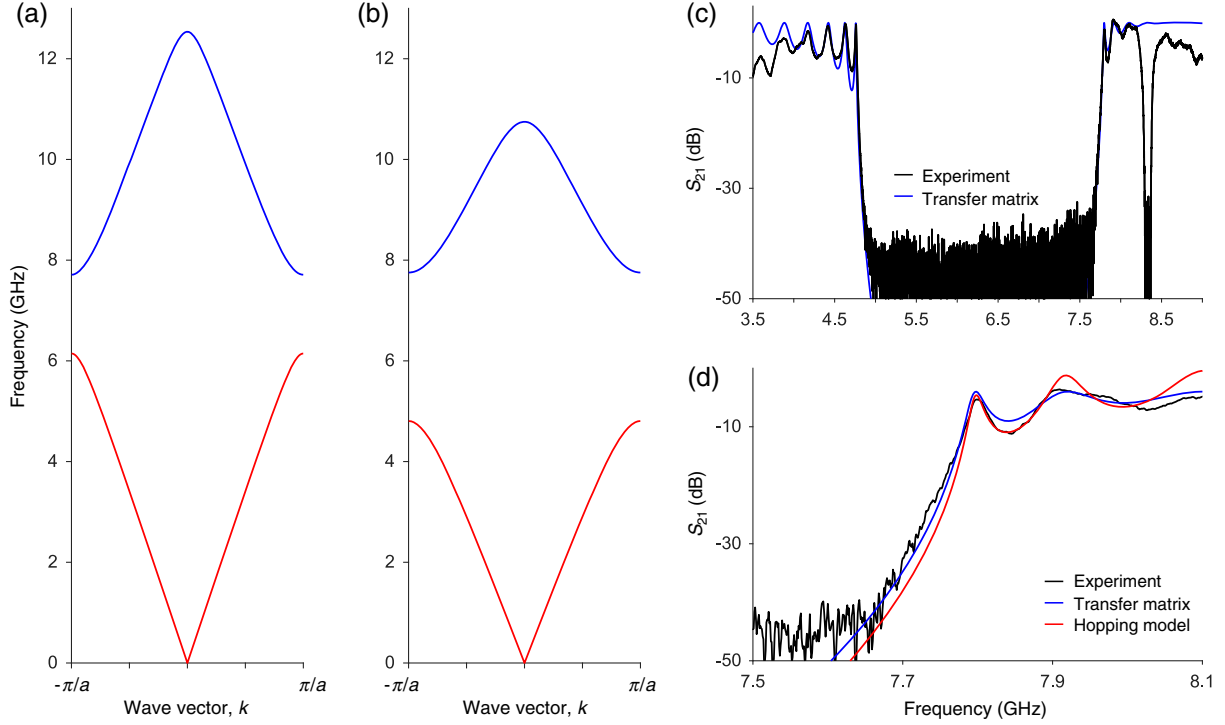 (a)
12
10
8
6
4
2
0
Frequency (GHz)
-π/a
π/a
Wave vector, k
(b)
12
10
8
6
4
2
0
-π/a
π/a
Wave vector, k
(c)
-10
-30
-50
S21 (dB)
Experiment
Transfer matrix
3.5
4.5
5.5
6.5
7.5
8.5
(d)
-10
-30
-50
S21 (dB)
Experiment
Transfer matrix
Hopping model
7.5
7.7
7.9
8.1
Frequency (GHz)